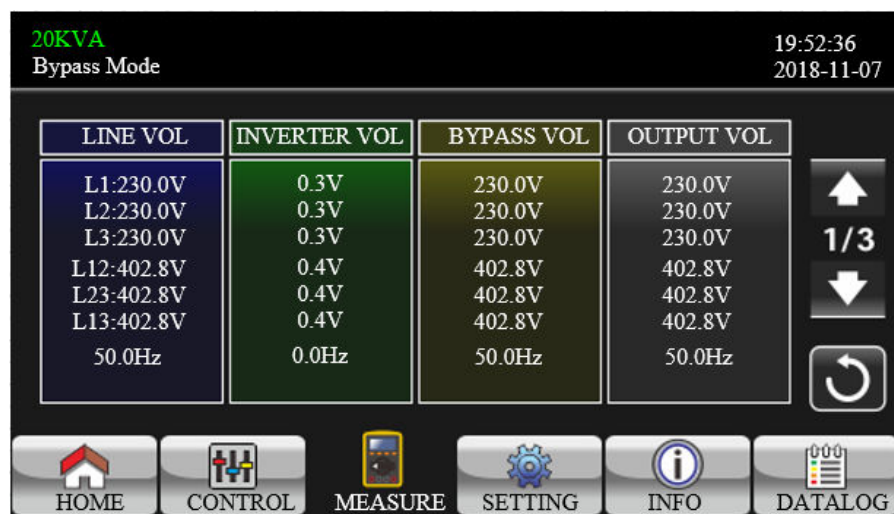 20KVA
Bypass Mode
19:52:36
2018-11-07
LINE VOL INVERTER VOL BYPASS VOL OUTPUT VOL
L1:230.0V 0.3V 230.0V 230.0V
L2:230.0V 0.3V 230.0V 230.0V
L3:230.0V 0.3V 230.0V 230.0V
L12:402.8V 0.4V 402.8V 402.8V
L23:402.8V 0.4V 402.8V 402.8V
L13:402.8V 0.4V 402.8V 402.8V
50.0Hz 0.0Hz 50.0Hz 50.0Hz
1/3
HOME CONTROL MEASURE SETTING INFO DATALOG